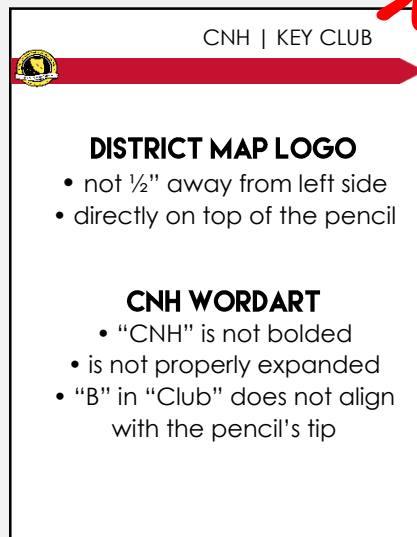 CNH | KEY CLUB
DISTRICT MAP LOGO
• not ½” away from left side
• directly on top of the pencil
CNH WORDART
• “CNH” is not bolded
• is not properly expanded
• “B” in “Club” does not align
with the pencil’s tip